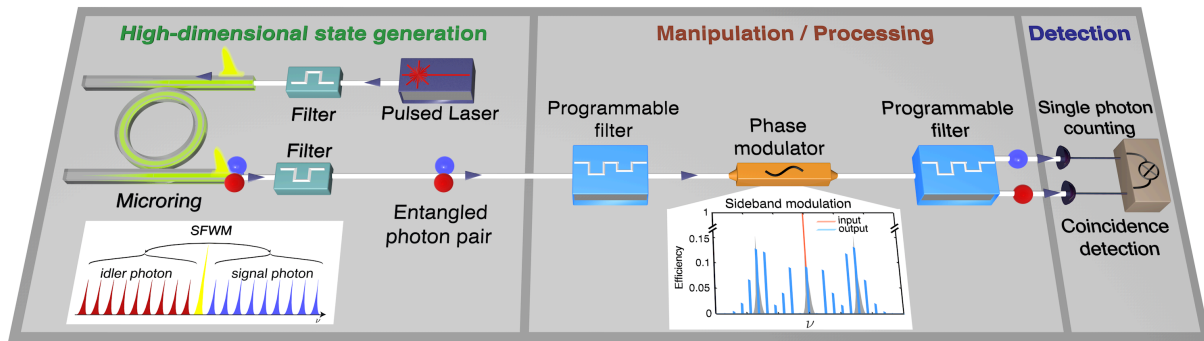 High-dimensional state generation
Manipulation / Processing
Detection
Filter
Pulsed Laser
Filter
Microring
Entangled
photon pair
Programmable
filter
Phase
modulator
Programmable
filter
Single photon
counting
Coincidence
detection
SFWM
idler photon
signal photon
ν
Sideband modulation
input
output
Efficiency
1
0.15
0.1
0.05
0
ν